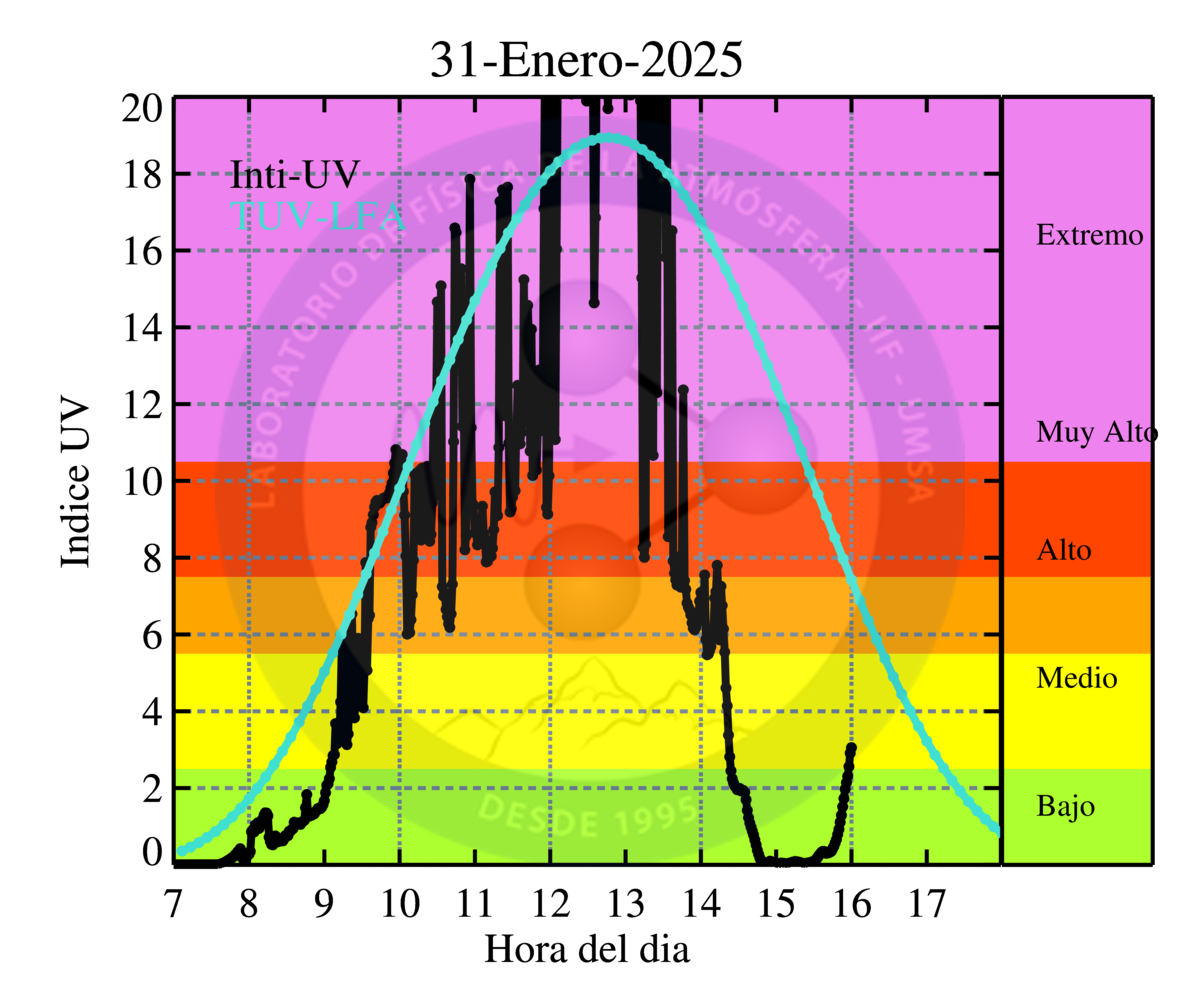 31-Enero-2025
Inti-UV
TUV-LFA
LABORATORIO DE FÍSICA DE LA ATMÓSFERA - IIF - UMSA
DESDE 1995
Indice UV
20
18
16
14
12
10
8
6
4
2
0
7 8 9 10 11 12 13 14 15 16 17
Hora del dia
Extremo
Muy Alto
Alto
Medio
Bajo